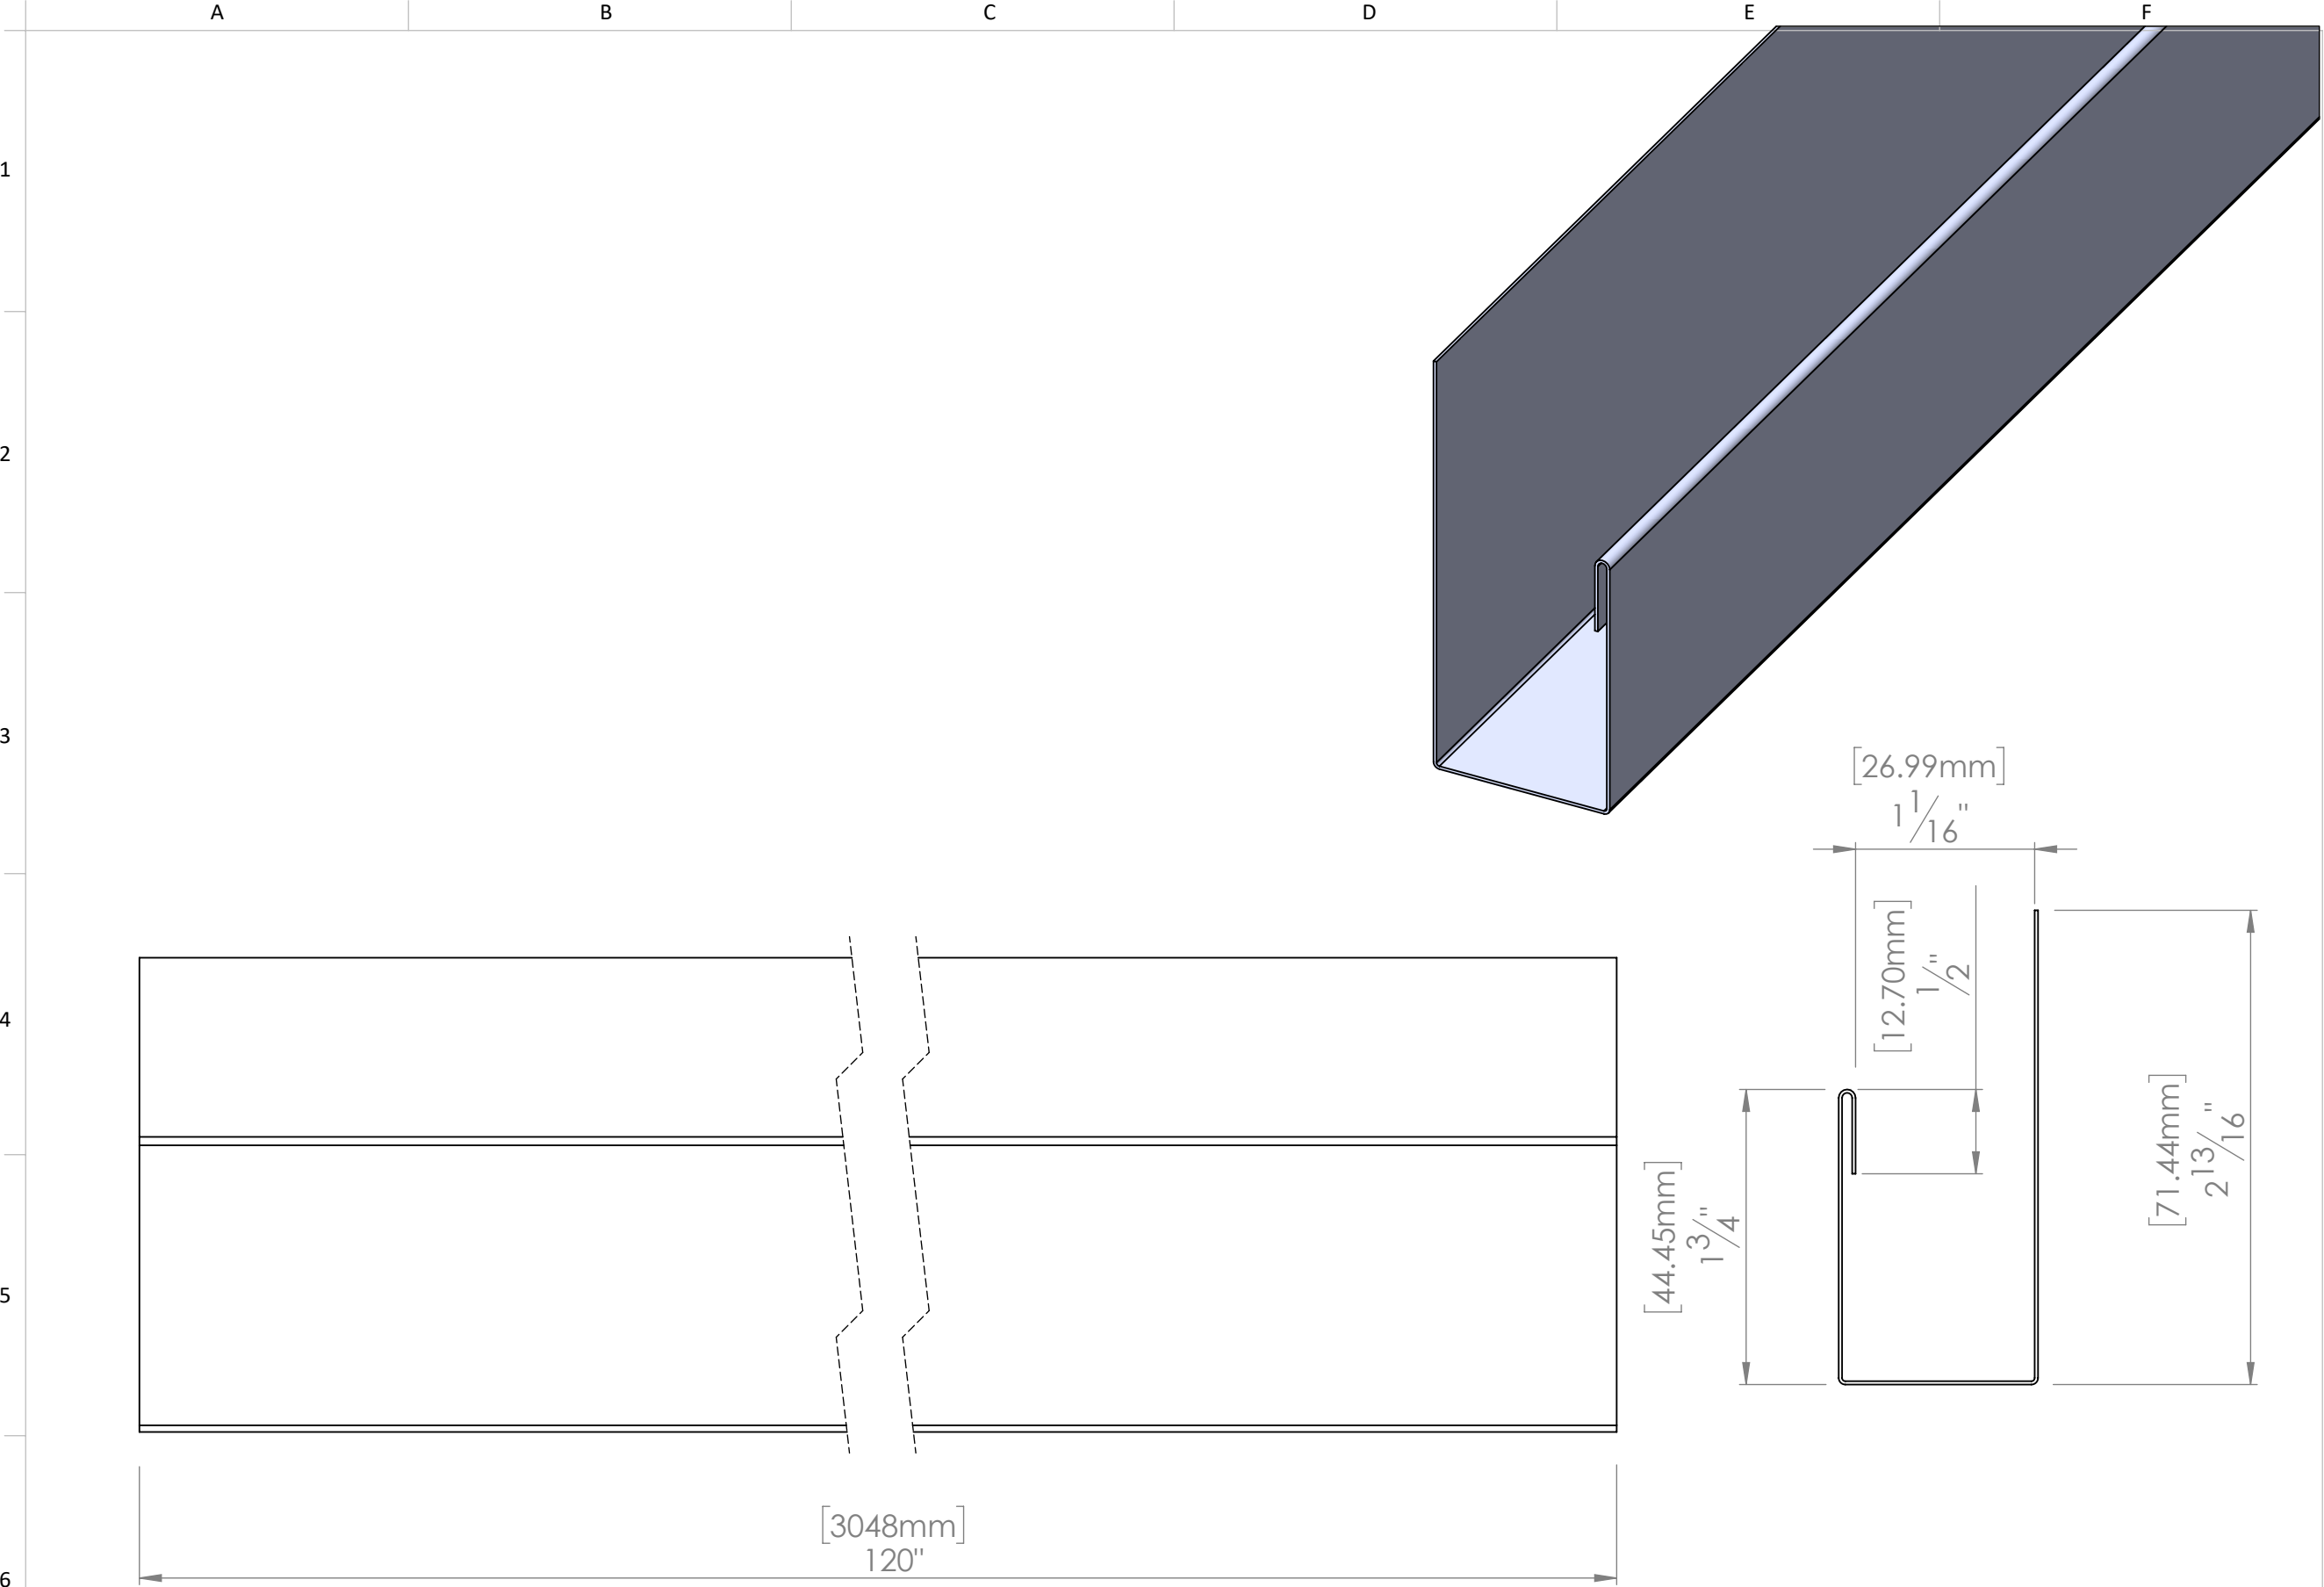 A B C D E F
1
2
3
4
5
6
[26.99mm]
1 1/16"
[12.70mm]
1/2"
[44.45mm]
1 3/4"
[71.44mm]
2 13/16"
[3048mm]
120"